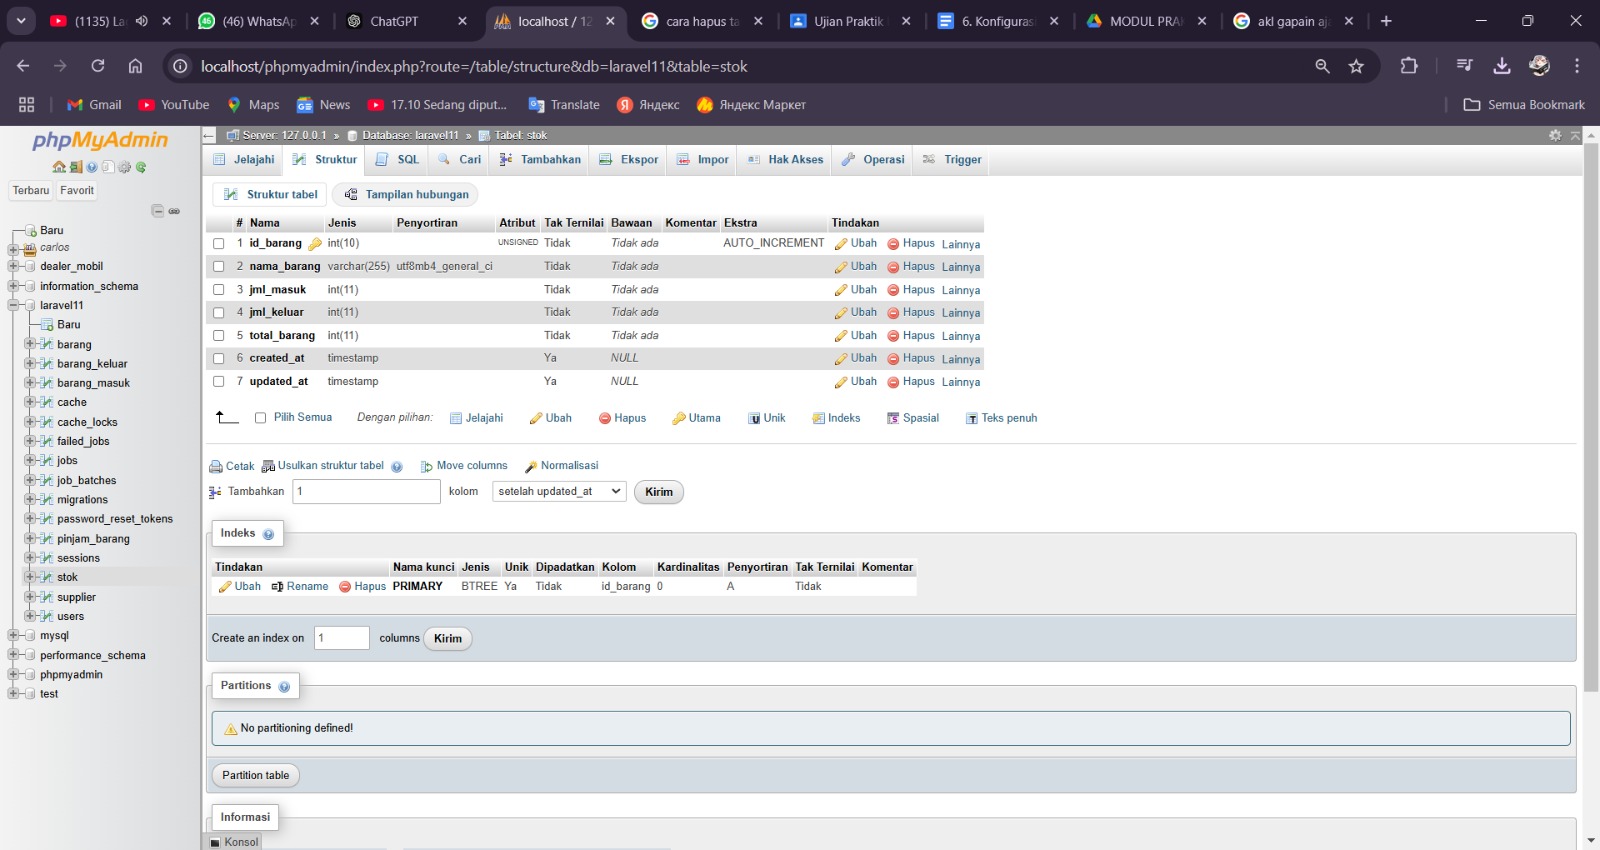 (1135) La
(46) WhatsAp
ChatGPT
localhost / 12
cara hapus ta
Ujian Praktik
6. Konfiguras
MODUL PRA
akl gapain aja
localhost/phpmyadmin/index.php?route=/table/structure&db=laravel11&table=stok
Gmail
YouTube
Maps
News
17.10 Sedang diput...
Translate
Яндекс
Яндекс Маркет
Semua Bookmark
phpMyAdmin
Terbaru
Favorit
Baru
carlos
dealer_mobil
information_schema
laravel11
Baru
barang
barang_keluar
barang_masuk
cache
cache_locks
failed_jobs
jobs
job_batches
migrations
password_reset_tokens
pinjam_barang
sessions
stok
supplier
users
mysql
performance_schema
phpmyadmin
test
Server: 127.0.0.1 » Database: laravel11 » Tabel: stok
Jelajahi Struktur SQL Cari Tambahkan Ekspor Impor Hak Akses Operasi Trigger
Struktur tabel Tampilan hubungan
# Nama Jenis Penyortiran Atribut Tak Ternilai Bawaan Komentar Ekstra Tindakan
1 id_barang int(10) UNSIGNED Tidak Tidak ada AUTO_INCREMENT Ubah Hapus Lainnya
2 nama_barang varchar(255) utf8mb4_general_ci Tidak Tidak ada Ubah Hapus Lainnya
3 jml_masuk int(11) Tidak Tidak ada Ubah Hapus Lainnya
4 jml_keluar int(11) Tidak Tidak ada Ubah Hapus Lainnya
5 total_barang int(11) Tidak Tidak ada Ubah Hapus Lainnya
6 created_at timestamp Ya NULL Ubah Hapus Lainnya
7 updated_at timestamp Ya NULL Ubah Hapus Lainnya
Pilih Semua Dengan pilihan: Jelajahi Ubah Hapus Utama Unik Indeks Spasial Teks penuh
Cetak Usulkan struktur tabel Move columns Normalisasi
Tambahkan 1 kolom setelah updated_at Kirim
Indeks
Tindakan Nama kunci Jenis Unik Dipadatkan Kolom Kardinalitas Penyortiran Tak Ternilai Komentar
Ubah Rename Hapus PRIMARY BTREE Ya Tidak id_barang 0 A Tidak
Create an index on 1 columns Kirim
Partitions
No partitioning defined!
Partition table
Informasi
Konsol